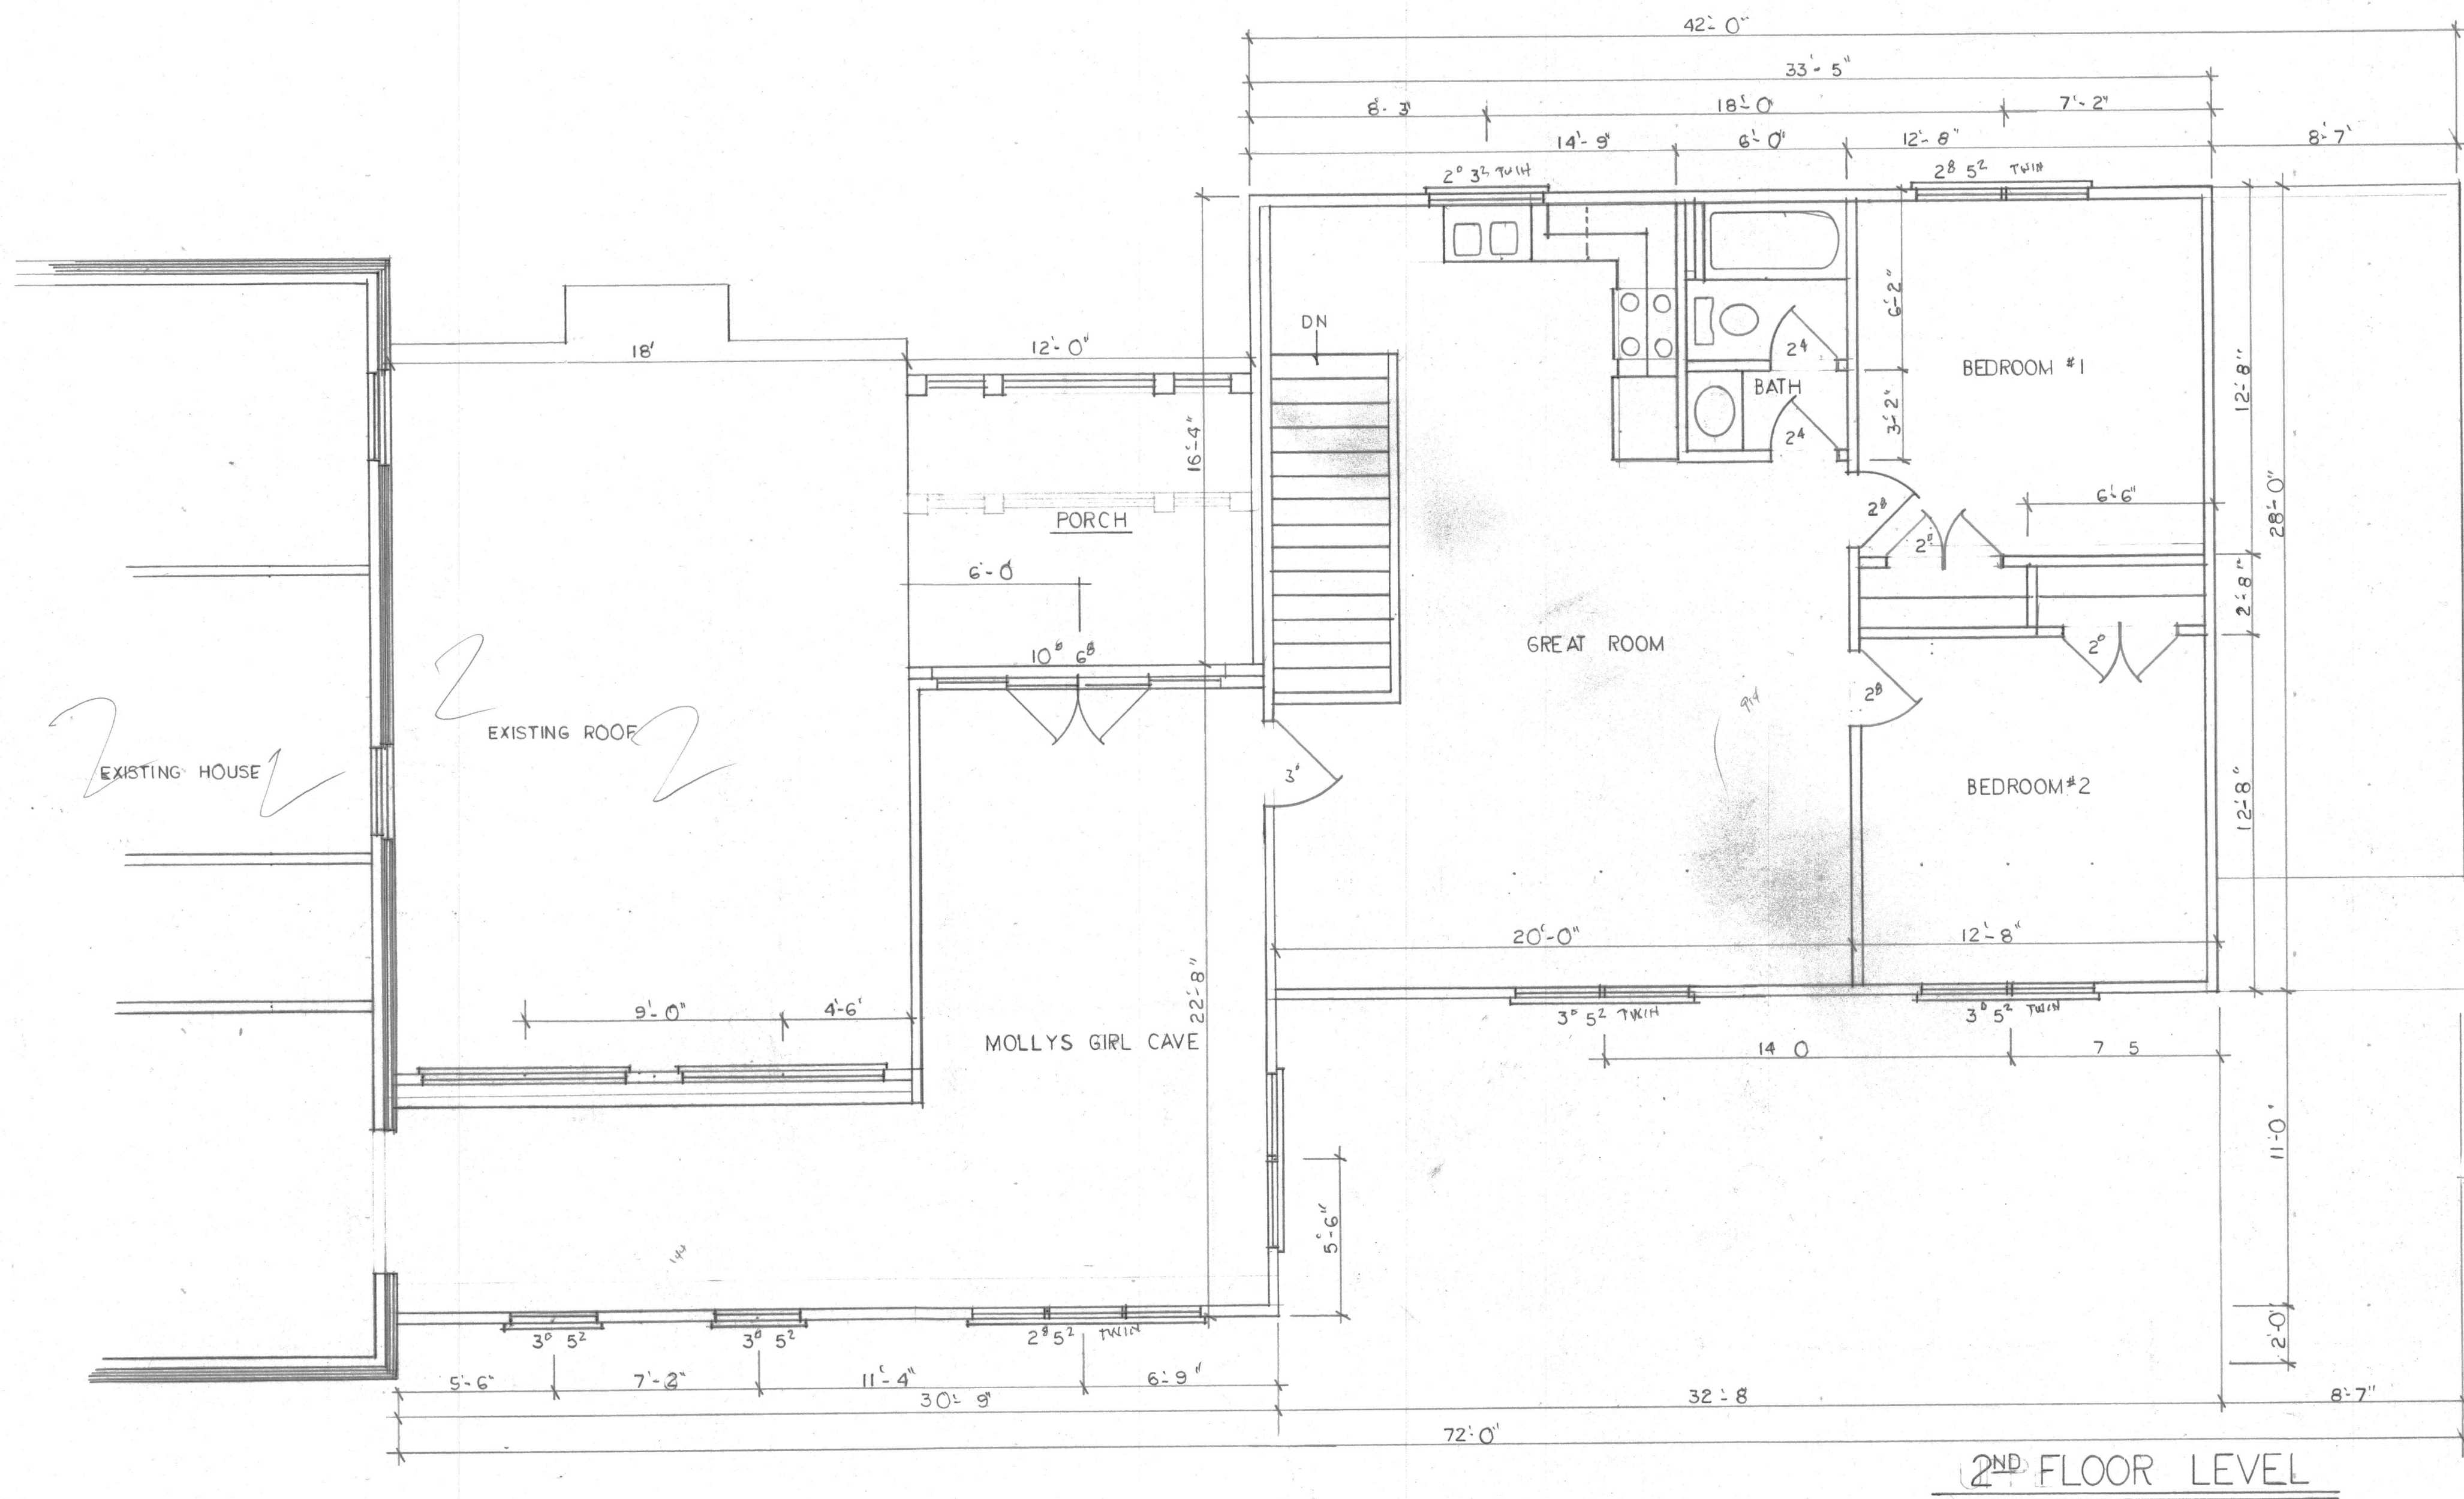 42'-0"
33'-5"
8'-3" 18'-0" 7'-2"
14'-9" 6'-0" 12'-8" 8'-7"
2⁰ 3² TWIN
2⁸ 5² TWIN
DN
18'
12'-0"
16'-4"
6'-2"
2⁴
BATH
3'-2"
2⁴
BEDROOM #1
12'-8"
6'-6"
28'-0"
2⁸
2⁰
2'-8"
PORCH
6'-0
10⁶ 6⁸
GREAT ROOM
2⁸
2⁰
EXISTING ROOF
EXISTING HOUSE
3⁰
BEDROOM #2
12'-8"
20'-0"
12'-8"
9'-0"
4'-6'
22'-8"
MOLLYS GIRL CAVE
3⁰ 5² TWIN
3⁰ 5² TWIN
14 0
7 5
11'-0'
5'-6"
3⁰ 5²
3⁰ 5²
2⁸ 5² TWIN
2'-0"
5'-6"
7'-2"
11'-4"
6'-9"
30'-9"
32'-8
8'-7"
72'-0"
2ND FLOOR LEVEL